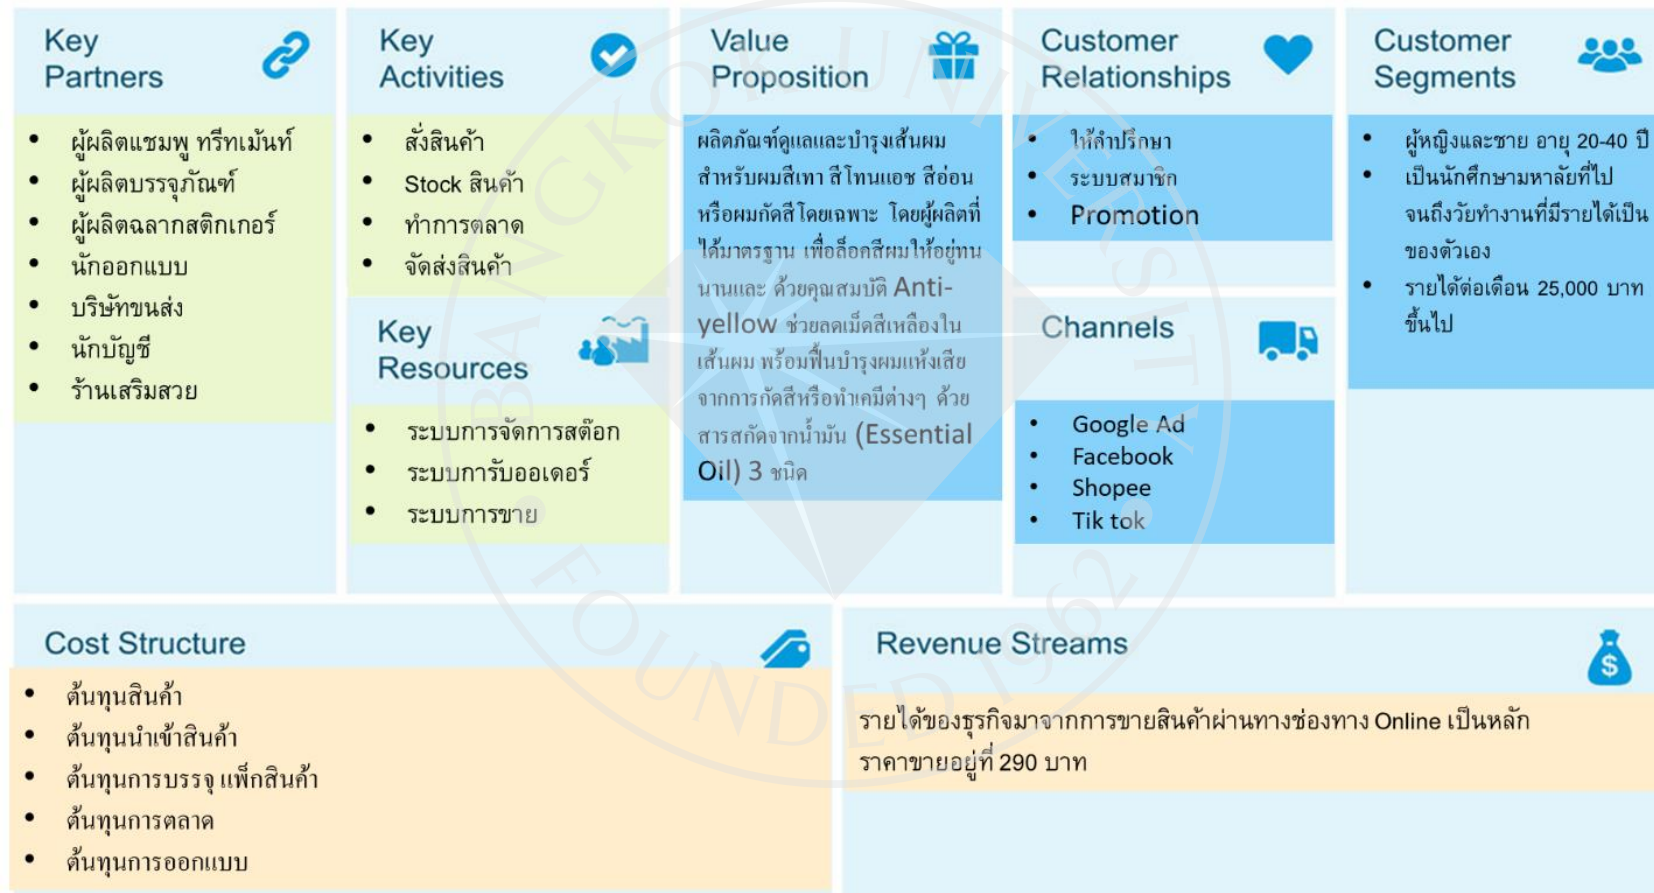 Key
Partners
• ผู้ผลิตแชมพู ทรีทเม้นท์
• ผู้ผลิตบรรจุภัณฑ์
• ผู้ผลิตฉลากสติกเกอร์
• นักออกแบบ
• บริษัทขนส่ง
• นักบัญชี
• ร้านเสริมสวย
Key
Activities
• สั่งสินค้า
• Stock สินค้า
• ทำการตลาด
• จัดส่งสินค้า
Key
Resources
• ระบบการจัดการสต๊อก
• ระบบการรับออเดอร์
• ระบบการขาย
Value
Proposition
ผลิตภัณฑ์ดูแลและบำรุงเส้นผม
สำหรับผมสีเทา สีโทนแอช สีอ่อน
หรือผมกัดสีโดยเฉพาะ โดยผู้ผลิตที่
ได้มาตรฐาน เพื่อล็อคสีผมให้อยู่ทน
นานและ ด้วยคุณสมบัติ Anti-
yellow ช่วยลดเม็ดสีเหลืองใน
เส้นผม พร้อมฟื้นบำรุงผมแห้งเสีย
จากการกัดสีหรือทำเคมีต่างๆ ด้วย
สารสกัดจากน้ำมัน (Essential
Oil) 3 ชนิด
Customer
Relationships
• ให้คำปรึกษา
• ระบบสมาชิก
• Promotion
Channels
• Google Ad
• Facebook
• Shopee
• Tik tok
Customer
Segments
• ผู้หญิงและชาย อายุ 20-40 ปี
• เป็นนักศึกษามหาลัยที่ไป
จนถึงวัยทำงานที่มีรายได้เป็น
ของตัวเอง
• รายได้ต่อเดือน 25,000 บาท
ขึ้นไป
Cost Structure
• ต้นทุนสินค้า
• ต้นทุนนำเข้าสินค้า
• ต้นทุนการบรรจุ แพ็กสินค้า
• ต้นทุนการตลาด
• ต้นทุนการออกแบบ
Revenue Streams
$
รายได้ของธุรกิจมาจากการขายสินค้าผ่านทางช่องทาง Online เป็นหลัก
ราคาขายอยู่ที่ 290 บาท
BANGKOK UNIVERSITY
FOUNDED 1962